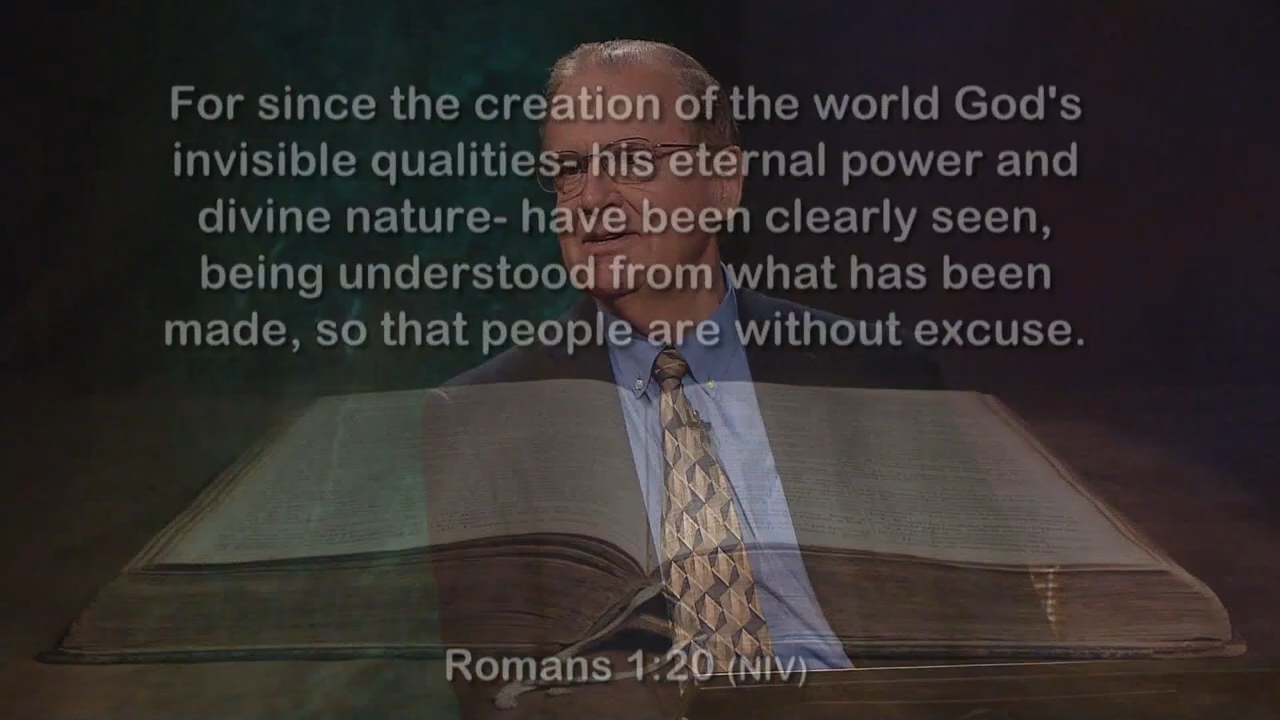 For since the creation of the world God's
invisible qualities- his eternal power and
divine nature- have been clearly seen,
being understood from what has been
made, so that people are without excuse.
Romans 1:20 (NIV)